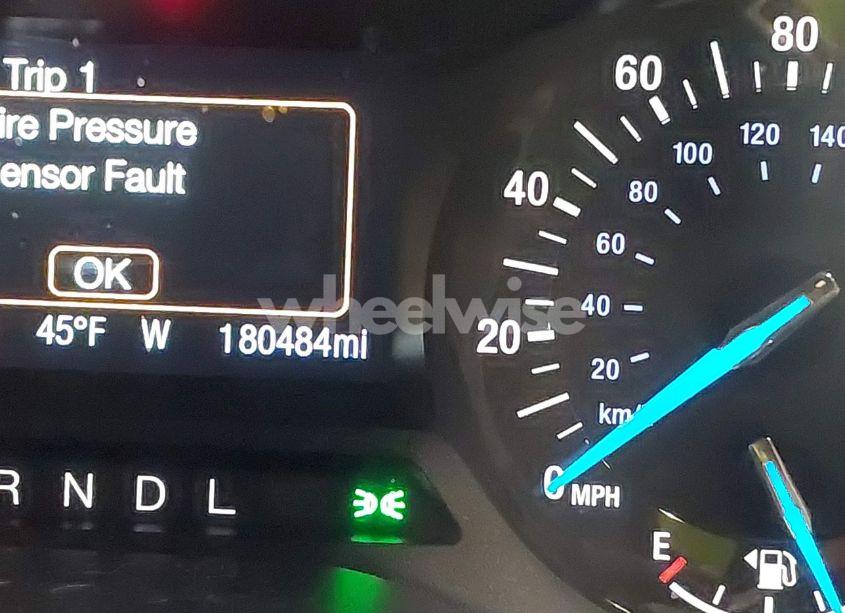 Trip 1
ire Pressure
ensor Fault
OK
45°F W 180484mi
R N D L
0 20 40 60 80
MPH
20 40 60 80 100 120 140
km/
E
wheelwise